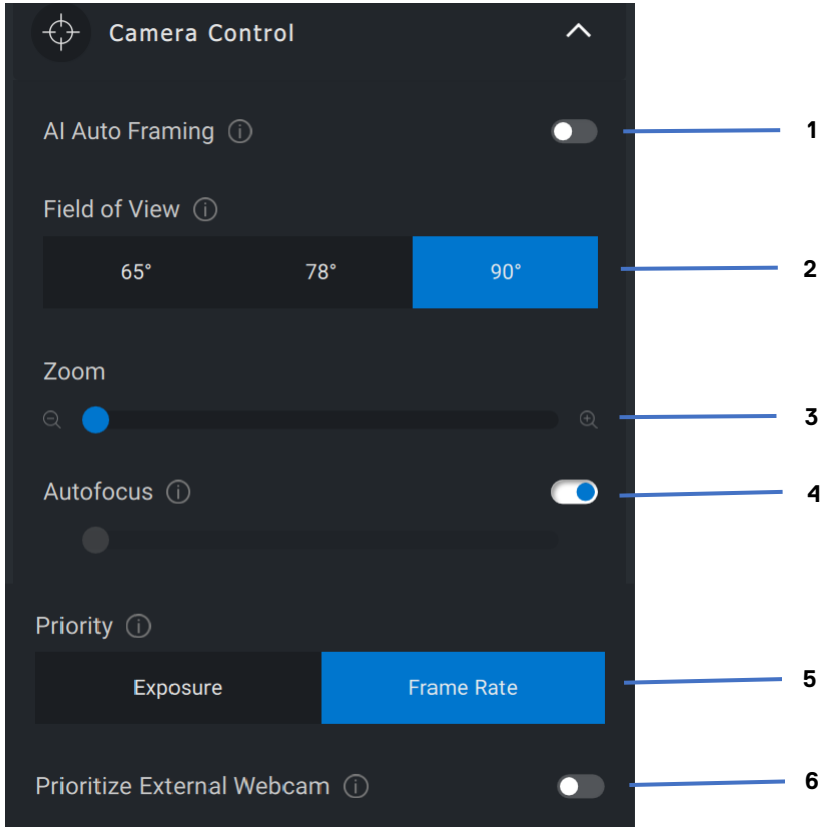 Camera Control
AI Auto Framing
1
Field of View
65° 78° 90°
2
Zoom
3
Autofocus
4
Priority
Exposure Frame Rate
5
Prioritize External Webcam
6